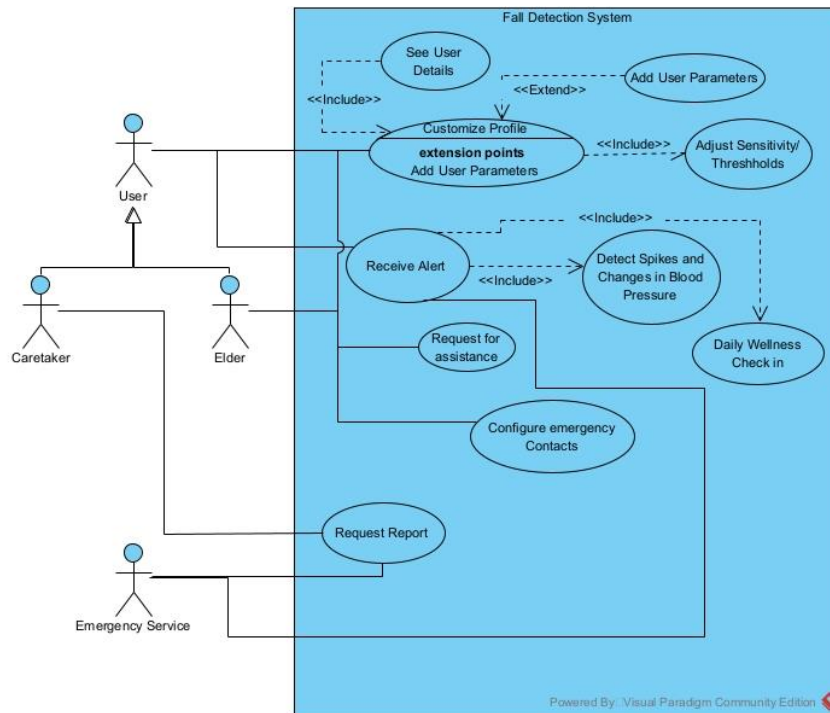 Fall Detection System
See User
Details
Add User Parameters
<<Include>>
<<Extend>>
Customize Profile
extension points
Add User Parameters
<<Include>>
Adjust Sensitivity/
Threshholds
User
<<Include>>
Receive Alert
<<Include>>
Detect Spikes and
Changes in Blood
Pressure
Caretaker
Elder
Request for
assistance
Daily Wellness
Check in
Configure emergency
Contacts
Request Report
Emergency Service
Powered By: Visual Paradigm Community Edition